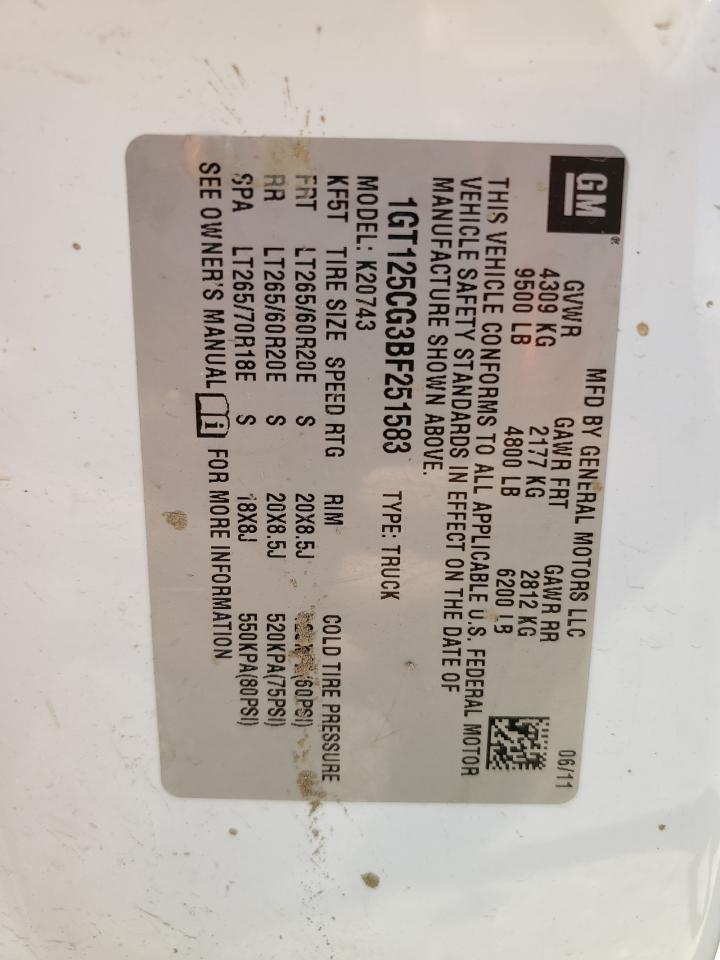 GM
MFD BY GENERAL MOTORS LLC 06/11
GVWR GAWR FRT GAWR RR
4309 KG 2177 KG 2812 KG
9500 LB 4800 LB 6200 LB
THIS VEHICLE CONFORMS TO ALL APPLICABLE U.S. FEDERAL MOTOR
VEHICLE SAFETY STANDARDS IN EFFECT ON THE DATE OF
MANUFACTURE SHOWN ABOVE.
1GT125CG3BF251583 TYPE: TRUCK
MODEL: K20743
KF5T TIRE SIZE SPEED RTG RIM COLD TIRE PRESSURE
FRT LT265/60R20E S 20X8.5J (60PSI)
RR LT265/60R20E S 20X8.5J 520KPA(75PSI)
SPA LT265/70R18E S 18X8J 550KPA(80PSI)
SEE OWNER'S MANUAL i FOR MORE INFORMATION